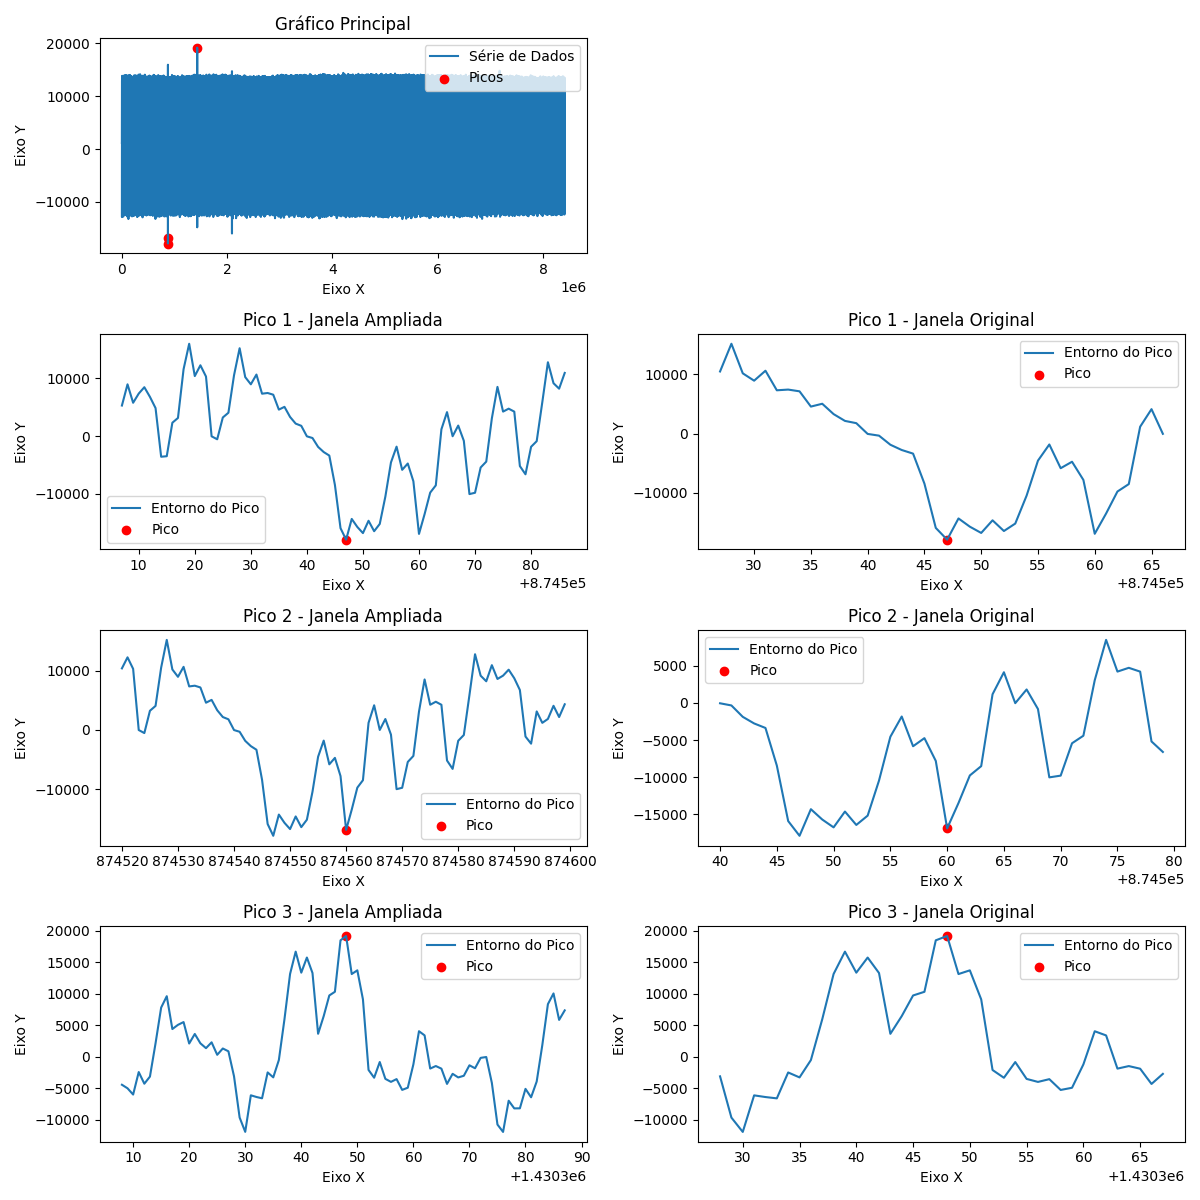 Gráfico Principal
20000
10000
0
−10000
Eixo Y
Série de Dados
Picos
0 2 4 6 8
1e6
Eixo X
Pico 1 - Janela Ampliada
10000
0
−10000
Eixo Y
Entorno do Pico
Pico
10 20 30 40 50 60 70 80
+8.745e5
Eixo X
Pico 1 - Janela Original
10000
0
−10000
Eixo Y
Entorno do Pico
Pico
30 35 40 45 50 55 60 65
+8.745e5
Eixo X
Pico 2 - Janela Ampliada
10000
0
−10000
Eixo Y
Entorno do Pico
Pico
874520 874530 874540 874550 874560 874570 874580 874590 874600
Eixo X
Pico 2 - Janela Original
5000
0
−5000
−10000
−15000
Eixo Y
Entorno do Pico
Pico
40 45 50 55 60 65 70 75 80
+8.745e5
Eixo X
Pico 3 - Janela Ampliada
20000
15000
10000
5000
0
−5000
−10000
Eixo Y
Entorno do Pico
Pico
10 20 30 40 50 60 70 80 90
+1.4303e6
Eixo X
Pico 3 - Janela Original
20000
15000
10000
5000
0
−5000
−10000
Eixo Y
Entorno do Pico
Pico
30 35 40 45 50 55 60 65
+1.4303e6
Eixo X